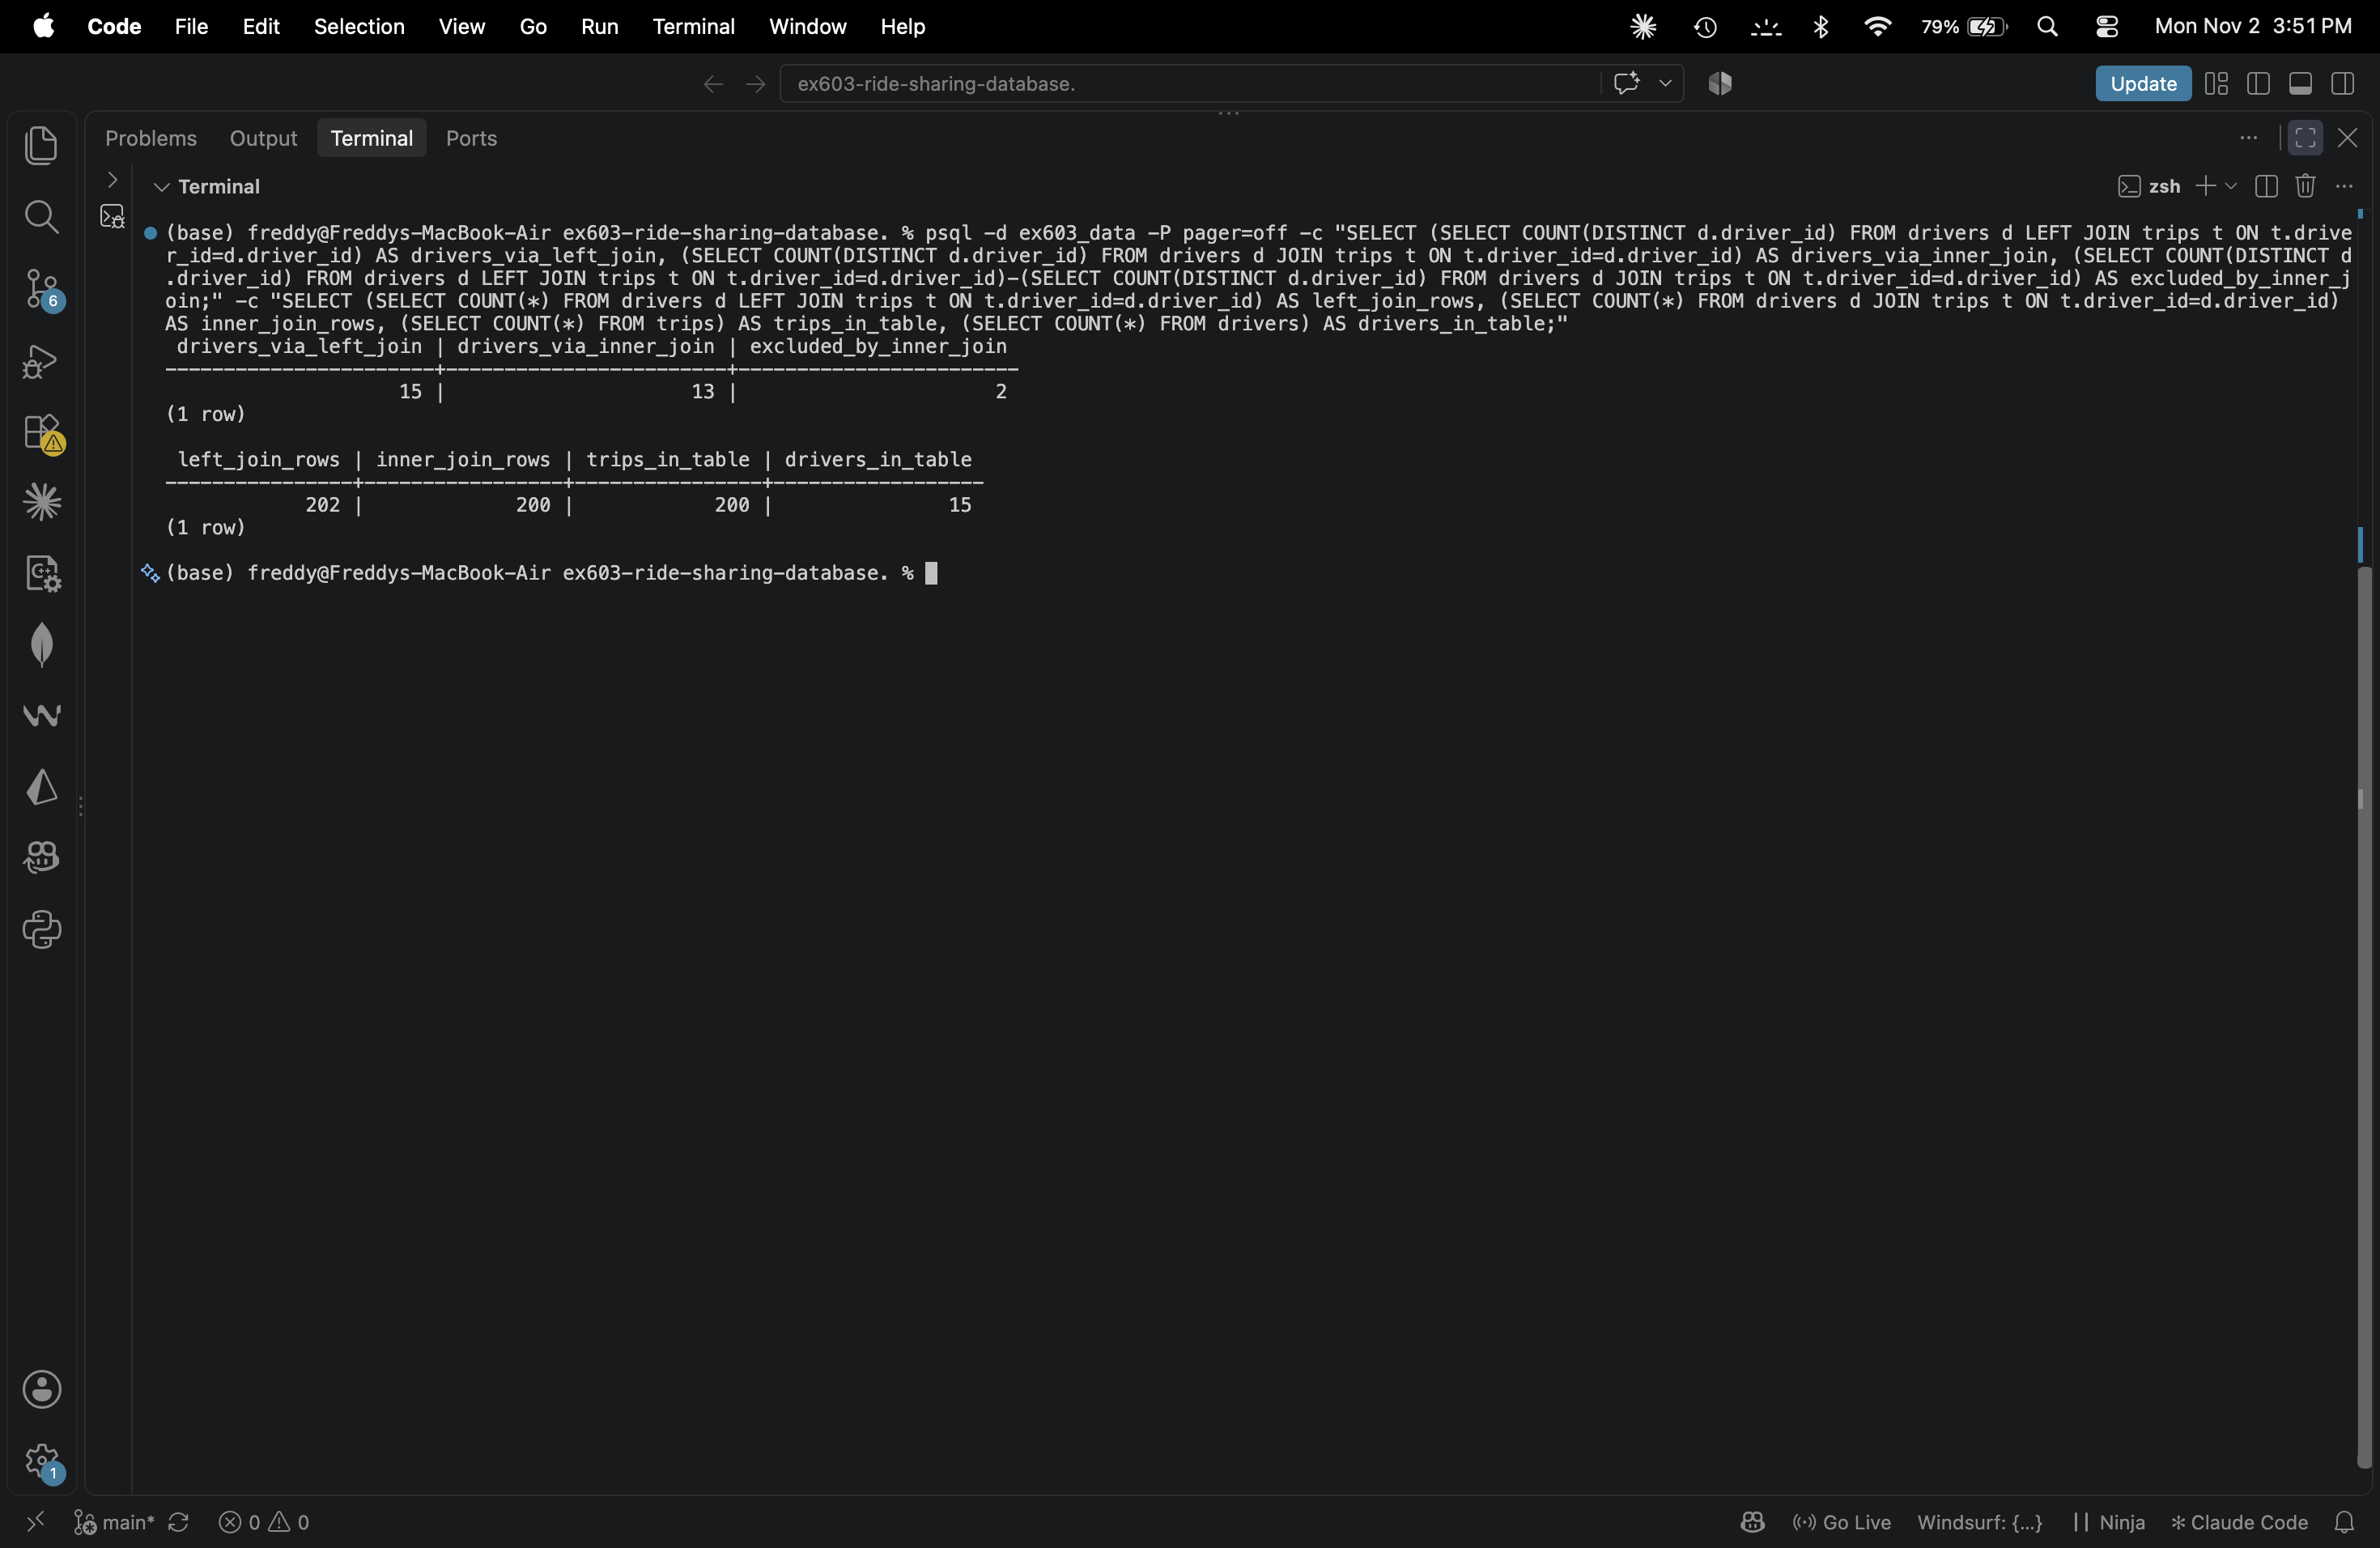 Code File Edit Selection View Go Run Terminal Window Help 79% Mon Nov 2 3:51 PM
ex603-ride-sharing-database. Update
Problems Output Terminal Ports
Terminal zsh
(base) freddy@Freddys-MacBook-Air ex603-ride-sharing-database. % psql -d ex603_data -P pager=off -c "SELECT (SELECT COUNT(DISTINCT d.driver_id) FROM drivers d LEFT JOIN trips t ON t.drive
r_id=d.driver_id) AS drivers_via_left_join, (SELECT COUNT(DISTINCT d.driver_id) FROM drivers d JOIN trips t ON t.driver_id=d.driver_id) AS drivers_via_inner_join, (SELECT COUNT(DISTINCT d
.driver_id) FROM drivers d LEFT JOIN trips t ON t.driver_id=d.driver_id)-(SELECT COUNT(DISTINCT d.driver_id) FROM drivers d JOIN trips t ON t.driver_id=d.driver_id) AS excluded_by_inner_j
oin;" -c "SELECT (SELECT COUNT(*) FROM drivers d LEFT JOIN trips t ON t.driver_id=d.driver_id) AS left_join_rows, (SELECT COUNT(*) FROM drivers d JOIN trips t ON t.driver_id=d.driver_id)
AS inner_join_rows, (SELECT COUNT(*) FROM trips) AS trips_in_table, (SELECT COUNT(*) FROM drivers) AS drivers_in_table;"
drivers_via_left_join | drivers_via_inner_join | excluded_by_inner_join
-----------------------+------------------------+------------------------
15 | 13 | 2
(1 row)
left_join_rows | inner_join_rows | trips_in_table | drivers_in_table
----------------+-----------------+----------------+------------------
202 | 200 | 200 | 15
(1 row)
(base) freddy@Freddys-MacBook-Air ex603-ride-sharing-database. %
6
1
main* 0 0 Go Live Windsurf: {...} Ninja Claude Code